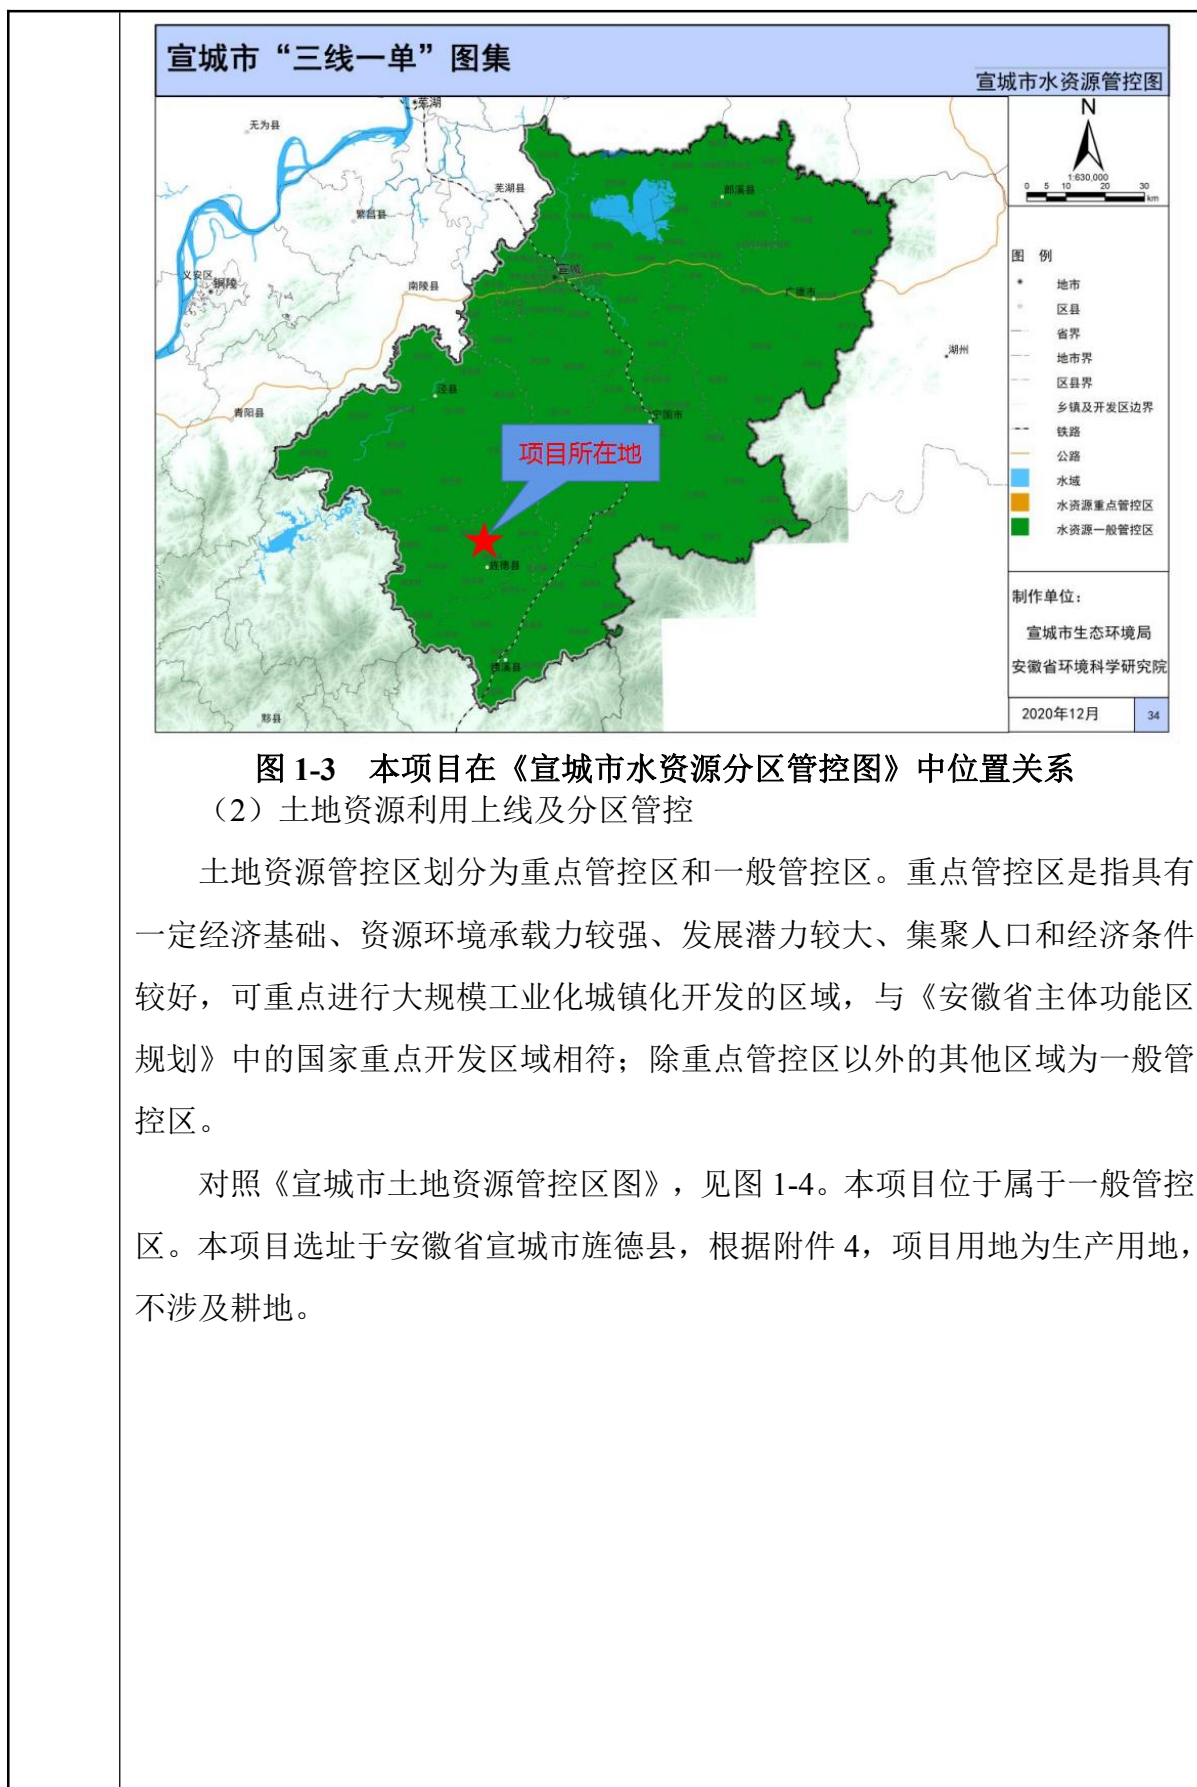 宣城市“三线一单”图集
宣城市水资源管控图
N
1:630,000
0 5 10 20 30
km
芜湖
无为县
芜湖县
繁昌县
郎溪县
义安区
铜陵
南陵县
宣城
广德市
湖州
泾县
青阳县
宁国市
项目所在地
旌德县
绩溪县
黟县
图 例
地市
区县
省界
地市界
区县界
乡镇及开发区边界
铁路
公路
水域
水资源重点管控区
水资源一般管控区
制作单位：
宣城市生态环境局
安徽省环境科学研究院
2020年12月
34
图 1-3 本项目在《宣城市水资源分区管控图》中位置关系
（2）土地资源利用上线及分区管控
土地资源管控区划分为重点管控区和一般管控区。重点管控区是指具有
一定经济基础、资源环境承载力较强、发展潜力较大、集聚人口和经济条件
较好，可重点进行大规模工业化城镇化开发的区域，与《安徽省主体功能区
规划》中的国家重点开发区域相符；除重点管控区以外的其他区域为一般管
控区。
对照《宣城市土地资源管控区图》，见图 1-4。本项目位于属于一般管控
区。本项目选址于安徽省宣城市旌德县，根据附件 4，项目用地为生产用地，
不涉及耕地。